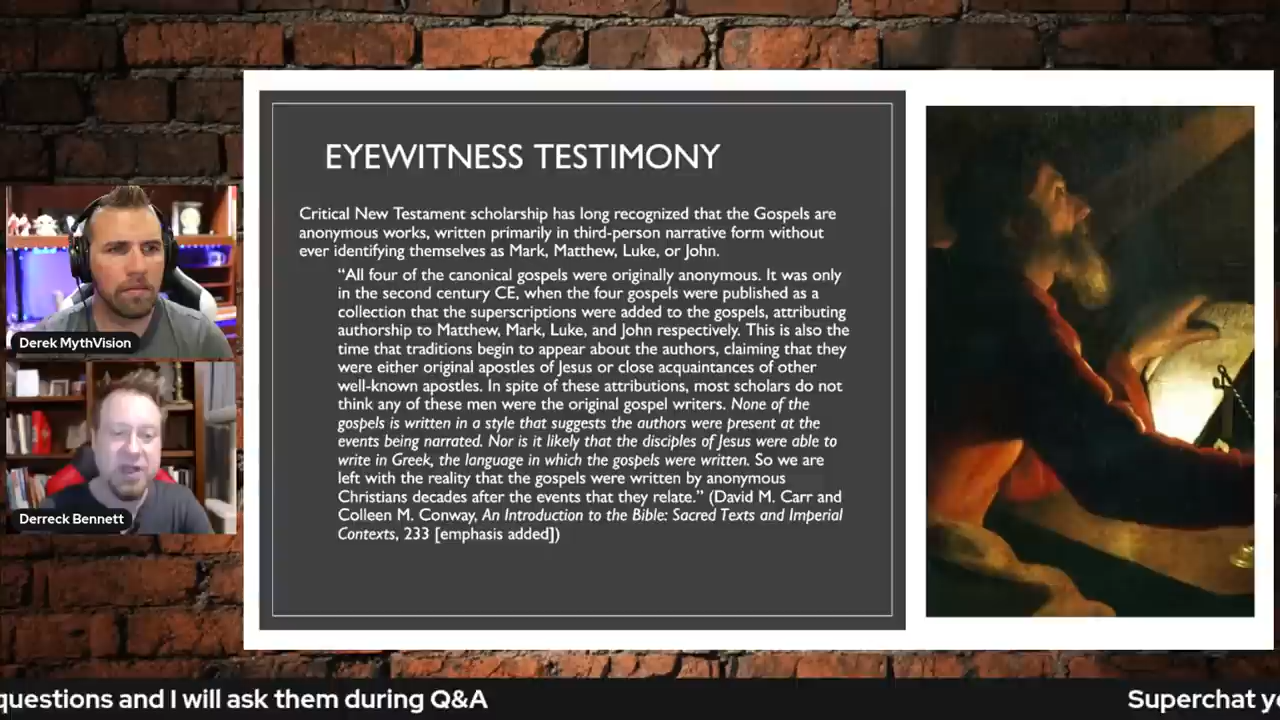 EYEWITNESS TESTIMONY
Critical New Testament scholarship has long recognized that the Gospels are
anonymous works, written primarily in third-person narrative form without
ever identifying themselves as Mark, Matthew, Luke, or John.
“All four of the canonical gospels were originally anonymous. It was only
in the second century CE, when the four gospels were published as a
collection that the superscriptions were added to the gospels, attributing
authorship to Matthew, Mark, Luke, and John respectively. This is also the
time that traditions begin to appear about the authors, claiming that they
were either original apostles of Jesus or close acquaintances of other
well-known apostles. In spite of these attributions, most scholars do not
think any of these men were the original gospel writers. None of the
gospels is written in a style that suggests the authors were present at the
events being narrated. Nor is it likely that the disciples of Jesus were able to
write in Greek, the language in which the gospels were written. So we are
left with the reality that the gospels were written by anonymous
Christians decades after the events that they relate.” (David M. Carr and
Colleen M. Conway, An Introduction to the Bible: Sacred Texts and Imperial
Contexts, 233 [emphasis added])
Derek MythVision
Derreck Bennett
questions and I will ask them during Q&A
Superchat yo